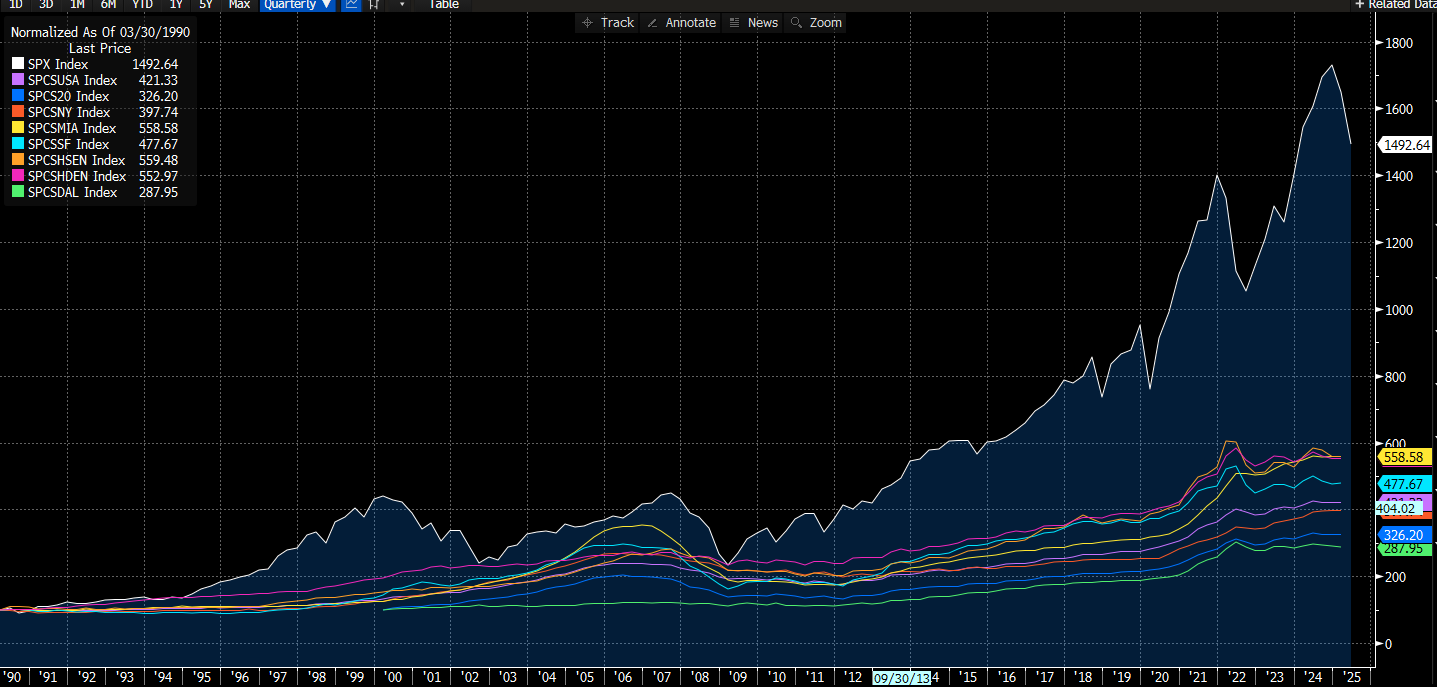 1D 3D 1M 6M YTD 1Y 5Y Max Quarterly ▼ Table + Related Data
Track Annotate News Zoom
Normalized As Of 03/30/1990
Last Price
SPX Index 1492.64
SPCSUSA Index 421.33
SPCS20 Index 326.20
SPCSNY Index 397.74
SPCSMIA Index 558.58
SPCSSF Index 477.67
SPCSHSEN Index 559.48
SPCSHDEN Index 552.97
SPCSDAL Index 287.95
1800
1600
1492.64
1400
1200
1000
800
600
558.58
477.67
421.33
404.02
326.20
287.95
200
0
'90 '91 '92 '93 '94 '95 '96 '97 '98 '99 '00 '01 '02 '03 '04 '05 '06 '07 '08 '09 '10 '11 '12 09/30/13 4 '15 '16 '17 '18 '19 '20 '21 '22 '23 '24 '25